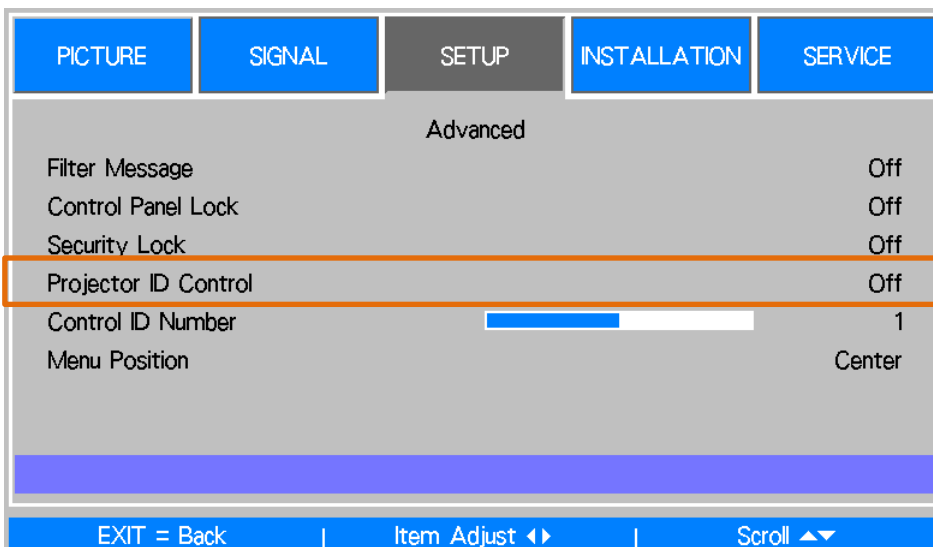 PICTURE SIGNAL SETUP INSTALLATION SERVICE
Advanced
Filter Message Off
Control Panel Lock Off
Security Lock Off
Projector ID Control Off
Control ID Number 1
Menu Position Center
EXIT = Back | Item Adjust ◀▶ | Scroll ▲▼